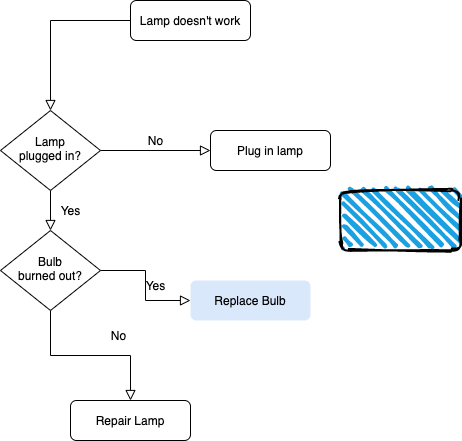 Lamp doesn't work
Lamp
plugged in?
No
Plug in lamp
Yes
Bulb
burned out?
Yes
Replace Bulb
No
Repair Lamp